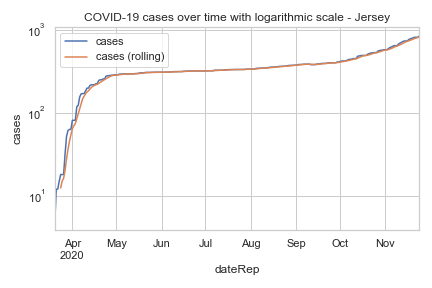 COVID-19 cases over time with logarithmic scale - Jersey
cases
cases (rolling)
10³
10²
10¹
cases
Apr May Jun Jul Aug Sep Oct Nov
2020
dateRep